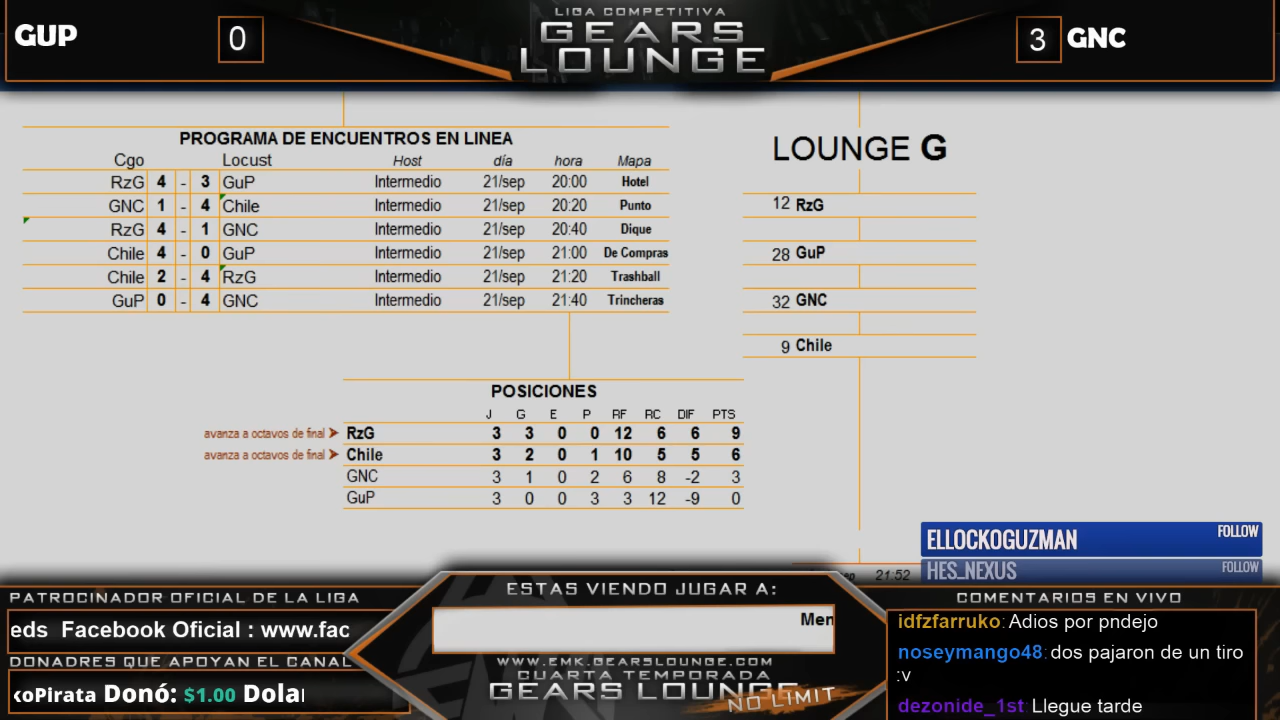 GUP
0
LIGA COMPETITIVA
GEARS
LOUNGE
3
GNC
PROGRAMA DE ENCUENTROS EN LINEA
Cgo Locust Host día hora Mapa
RzG 4 - 3 GuP Intermedio 21/sep 20:00 Hotel
GNC 1 - 4 Chile Intermedio 21/sep 20:20 Punto
RzG 4 - 1 GNC Intermedio 21/sep 20:40 Dique
Chile 4 - 0 GuP Intermedio 21/sep 21:00 De Compras
Chile 2 - 4 RzG Intermedio 21/sep 21:20 Trashball
GuP 0 - 4 GNC Intermedio 21/sep 21:40 Trincheras
LOUNGE G
12 RzG
28 GuP
32 GNC
9 Chile
POSICIONES
J G E P RF RC DIF PTS
avanza a octavos de final RzG 3 3 0 0 12 6 6 9
avanza a octavos de final Chile 3 2 0 1 10 5 5 6
GNC 3 1 0 2 6 8 -2 3
GuP 3 0 0 3 3 12 -9 0
21:52
ELLOCKOGUZMAN FOLLOW
HES_NEXUS FOLLOW
PATROCINADOR OFICIAL DE LA LIGA
eds Facebook Oficial : www.fac
DONADRES QUE APOYAN EL CANAL
koPirata Donó: $1.00 Dola
ESTAS VIENDO JUGAR A:
Men
WWW.EMK.GEARSLOUNGE.COM
CUARTA TEMPORADA
GEARS LOUNGE
NO LIMIT
COMENTARIOS EN VIVO
idfzfarruko: Adios por pndejo
noseymango48: dos pajaron de un tiro
:v
dezonide_1st: Llegue tarde